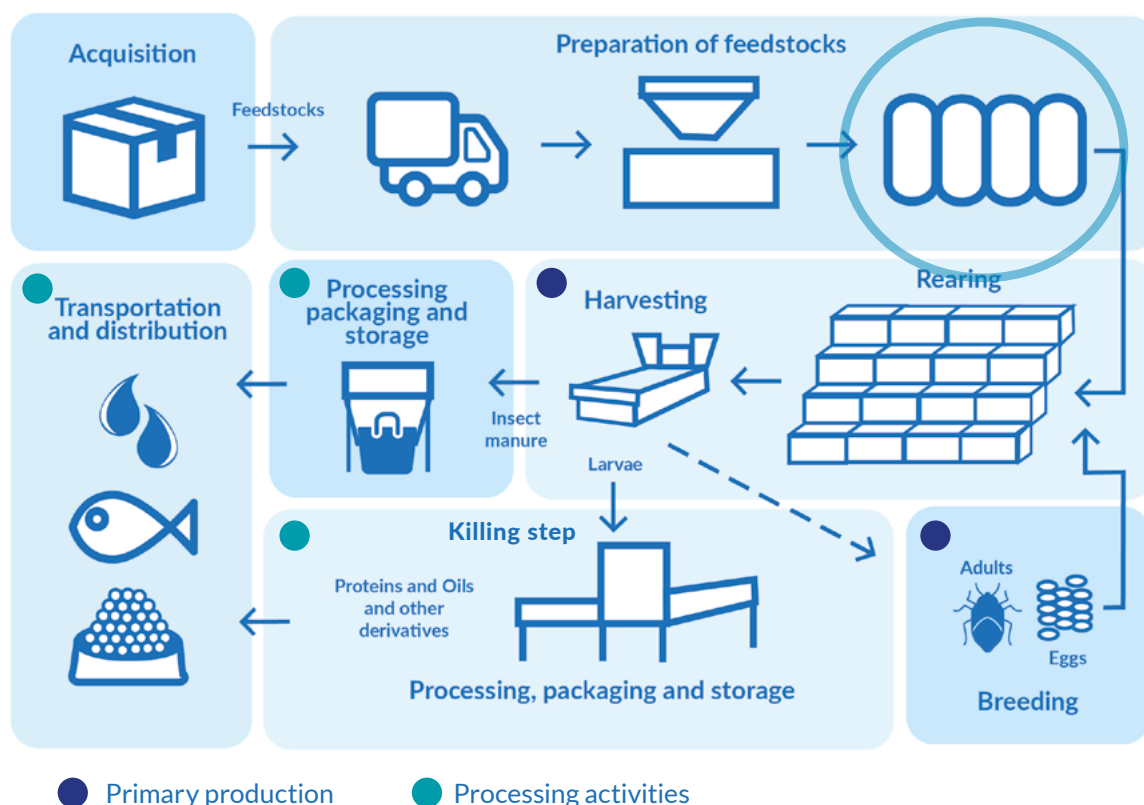 Acquisition
Feedstocks
Preparation of feedstocks
Transportation
and distribution
Processing
packaging and
storage
Insect
manure
Harvesting
Larvae
Rearing
Killing step
Proteins and Oils
and other
derivatives
Processing, packaging and storage
Adults
Eggs
Breeding
Primary production
Processing activities